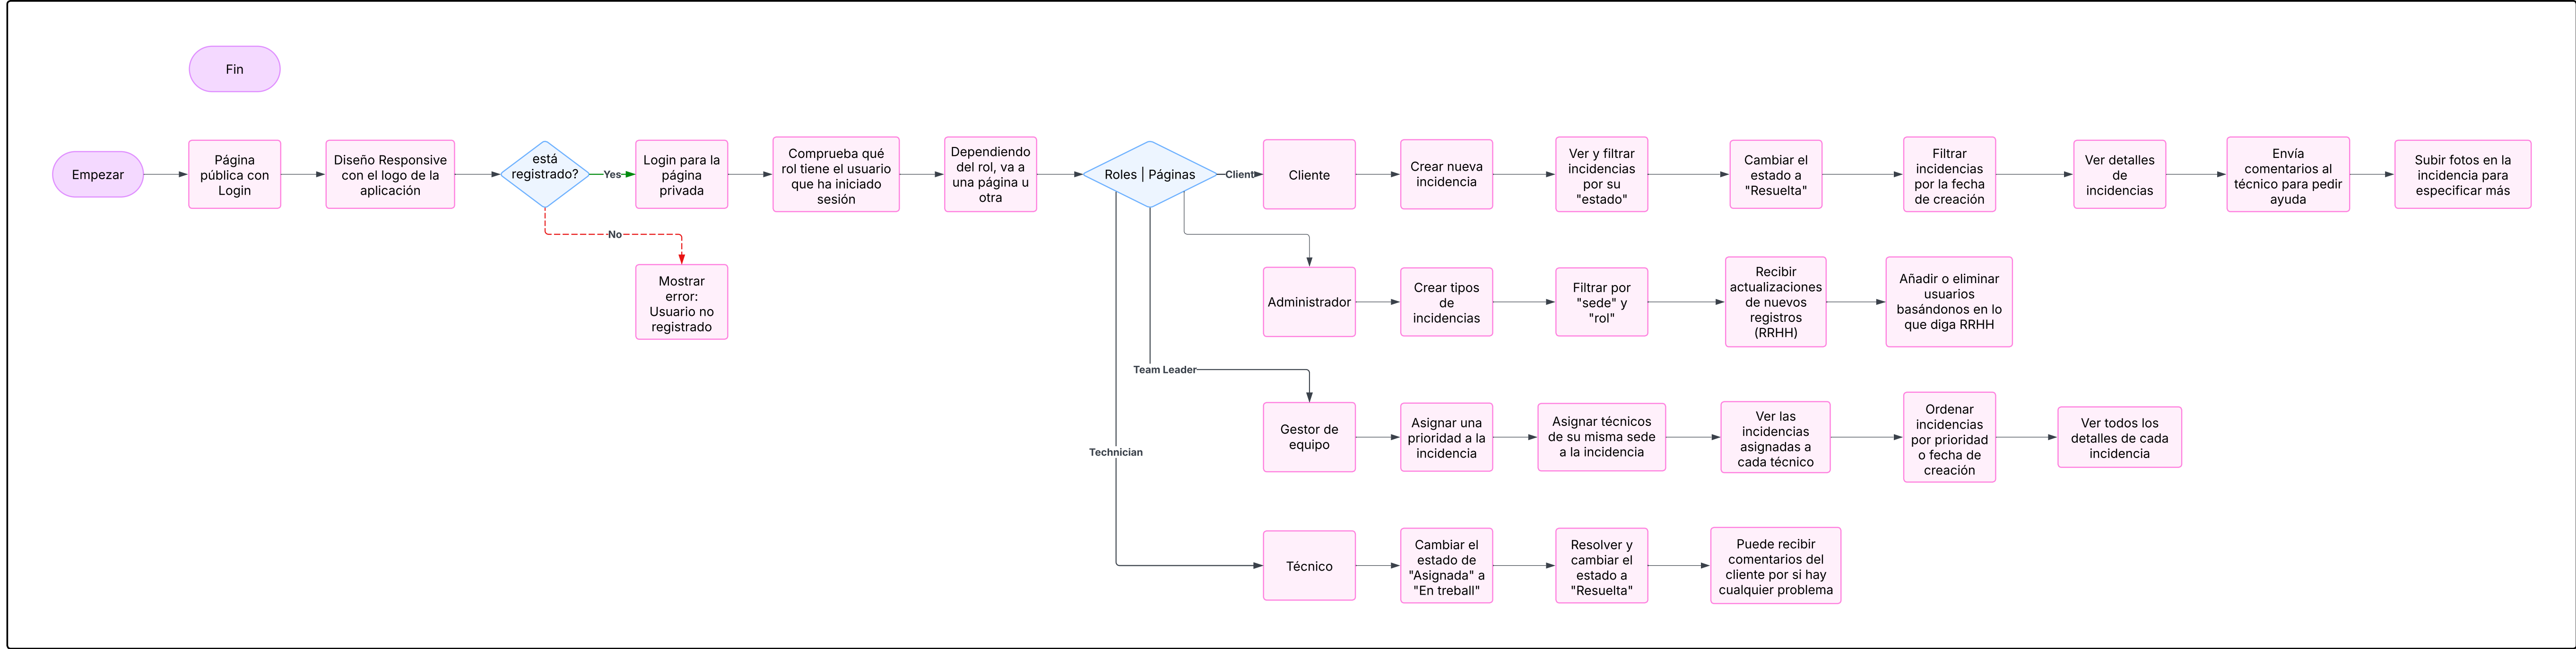 Fin
Empezar
Página
pública con
Login
Diseño Responsive
con el logo de la
aplicación
está
registrado?
Yes
No
Login para la
página
privada
Mostrar
error:
Usuario no
registrado
Comprueba qué
rol tiene el usuario
que ha iniciado
sesión
Dependiendo
del rol, va a
una página u
otra
Roles | Páginas
Client
Cliente
Crear nueva
incidencia
Ver y filtrar
incidencias
por su
"estado"
Cambiar el
estado a
"Resuelta"
Filtrar
incidencias
por la fecha
de creación
Ver detalles
de
incidencias
Envía
comentarios al
técnico para pedir
ayuda
Subir fotos en la
incidencia para
especificar más
Administrador
Crear tipos
de
incidencias
Filtrar por
"sede" y
"rol"
Recibir
actualizaciones
de nuevos
registros
(RRHH)
Añadir o eliminar
usuarios
basándonos en lo
que diga RRHH
Team Leader
Gestor de
equipo
Asignar una
prioridad a la
incidencia
Asignar técnicos
de su misma sede
a la incidencia
Ver las
incidencias
asignadas a
cada técnico
Ordenar
incidencias
por prioridad
o fecha de
creación
Ver todos los
detalles de cada
incidencia
Technician
Técnico
Cambiar el
estado de
"Asignada" a
"En treball"
Resolver y
cambiar el
estado a
"Resuelta"
Puede recibir
comentarios del
cliente por si hay
cualquier problema